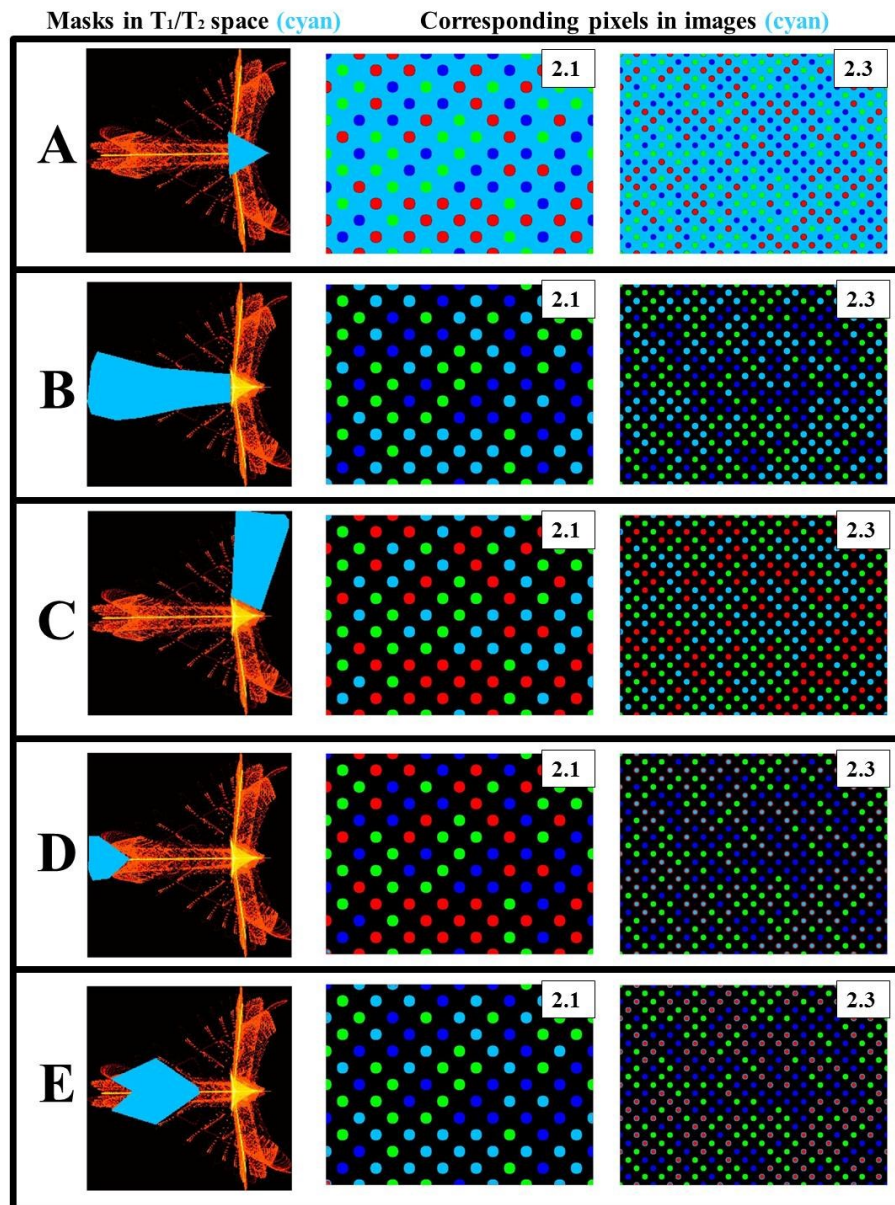 Masks in T₁/T₂ space (cyan) Corresponding pixels in images (cyan)
A 2.1 2.3
B 2.1 2.3
C 2.1 2.3
D 2.1 2.3
E 2.1 2.3